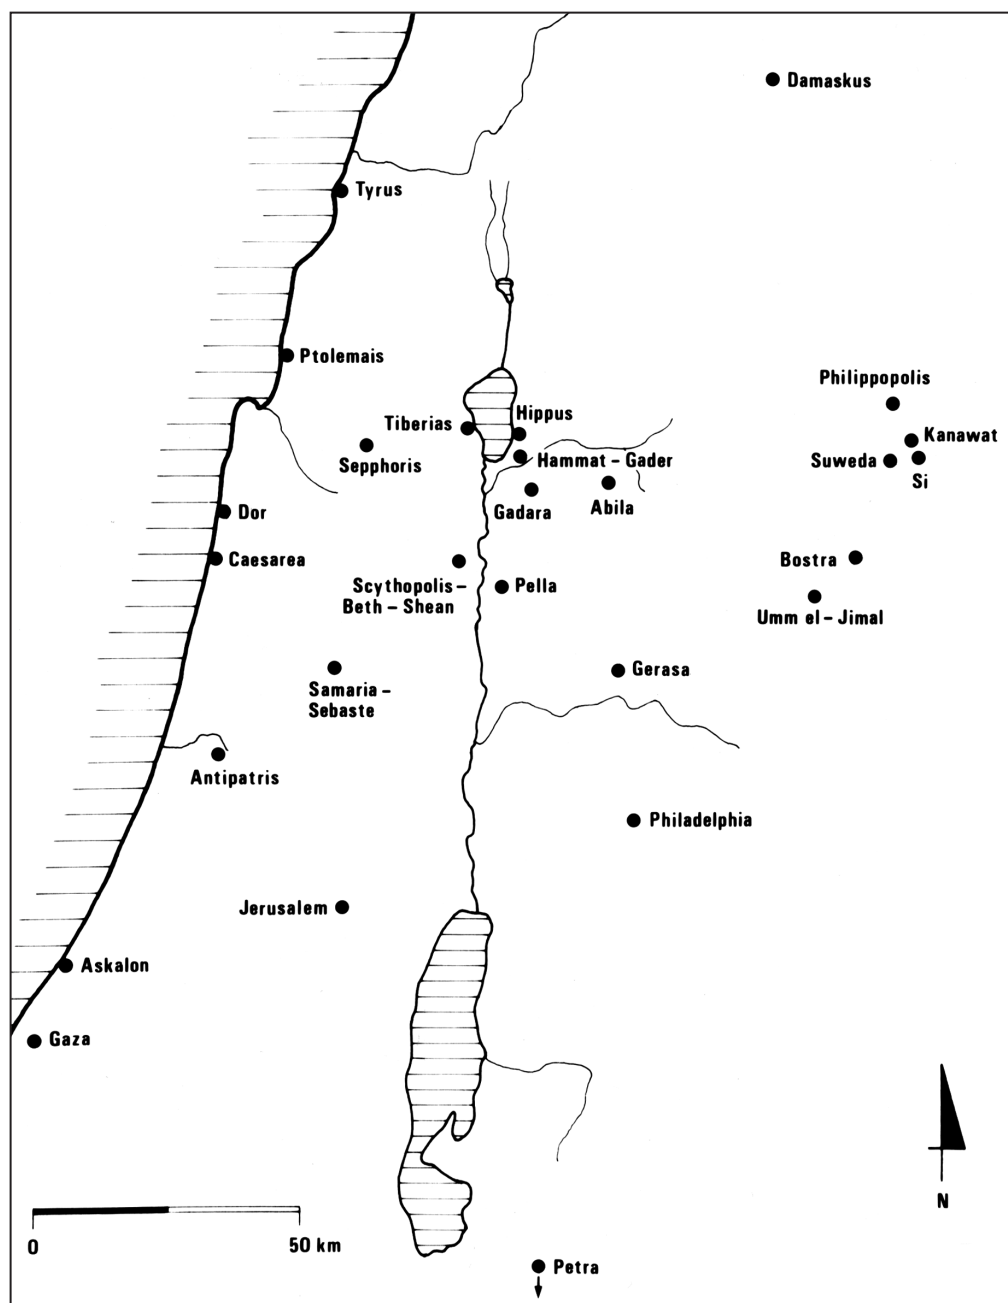 Damaskus
Tyrus
Ptolemais
Philippopolis
Hippus
Tiberias
Kanawat
Sepphoris
Hammat – Gader
Suweda
Si
Gadara
Abila
Dor
Caesarea
Bostra
Scythopolis –
Beth – Shean
Pella
Umm el – Jimal
Gerasa
Samaria –
Sebaste
Antipatris
Philadelphia
Jerusalem
Askalon
Gaza
N
0
50 km
Petra